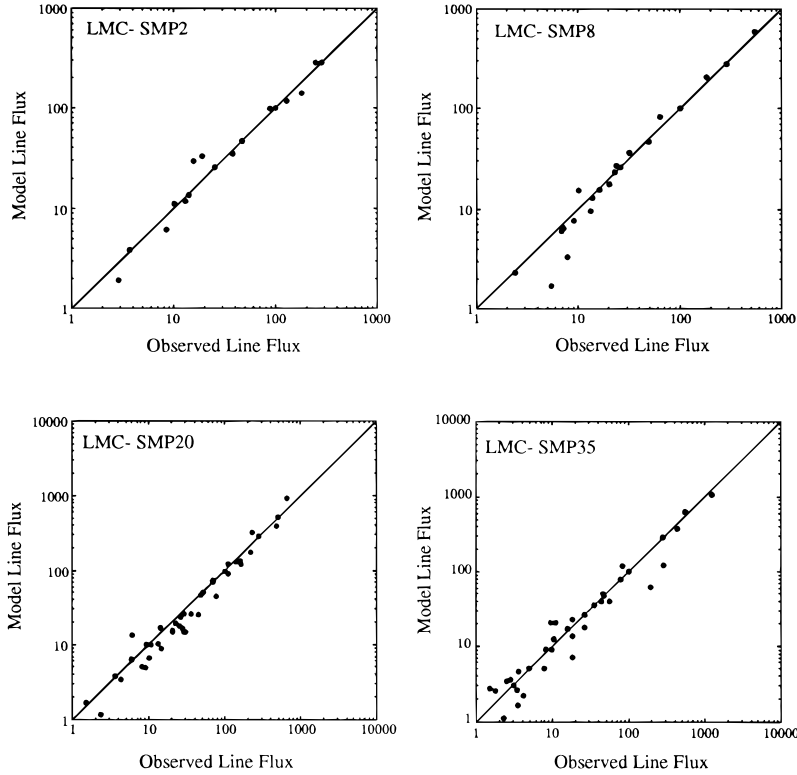 LMC- SMP2
Model Line Flux
1000
100
10
1
1 10 100 1000
Observed Line Flux
LMC- SMP8
Model Line Flux
1000
100
10
1
1 10 100 1000
Observed Line Flux
LMC- SMP20
Model Line Flux
10000
1000
100
10
1
1 10 100 1000 10000
Observed Line Flux
LMC- SMP35
Model Line Flux
10000
1000
100
10
1
1 10 100 1000 10000
Observed Line Flux